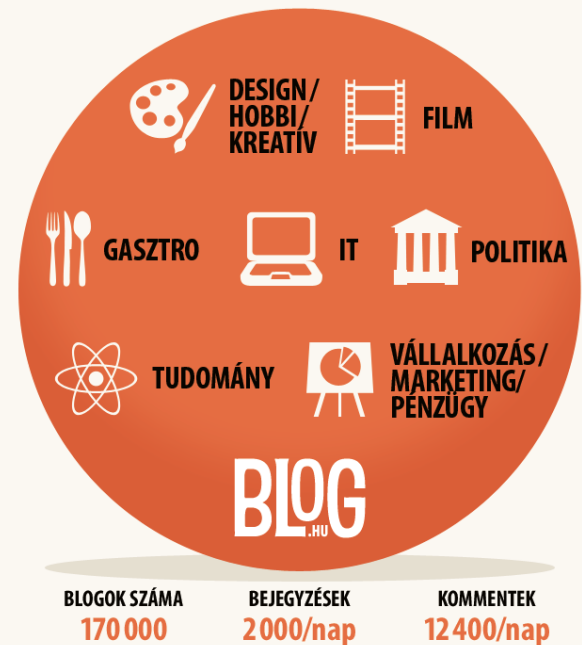 DESIGN/
HOBBI/
KREATÍV
FILM
GASZTRO
IT
POLITIKA
TUDOMÁNY
VÁLLALKOZÁS/
MARKETING/
PÉNZÜGY
BLOG
.HU
BLOGOK SZÁMA
170 000
BEJEGYZÉSEK
2 000/nap
KOMMENTEK
12 400/nap